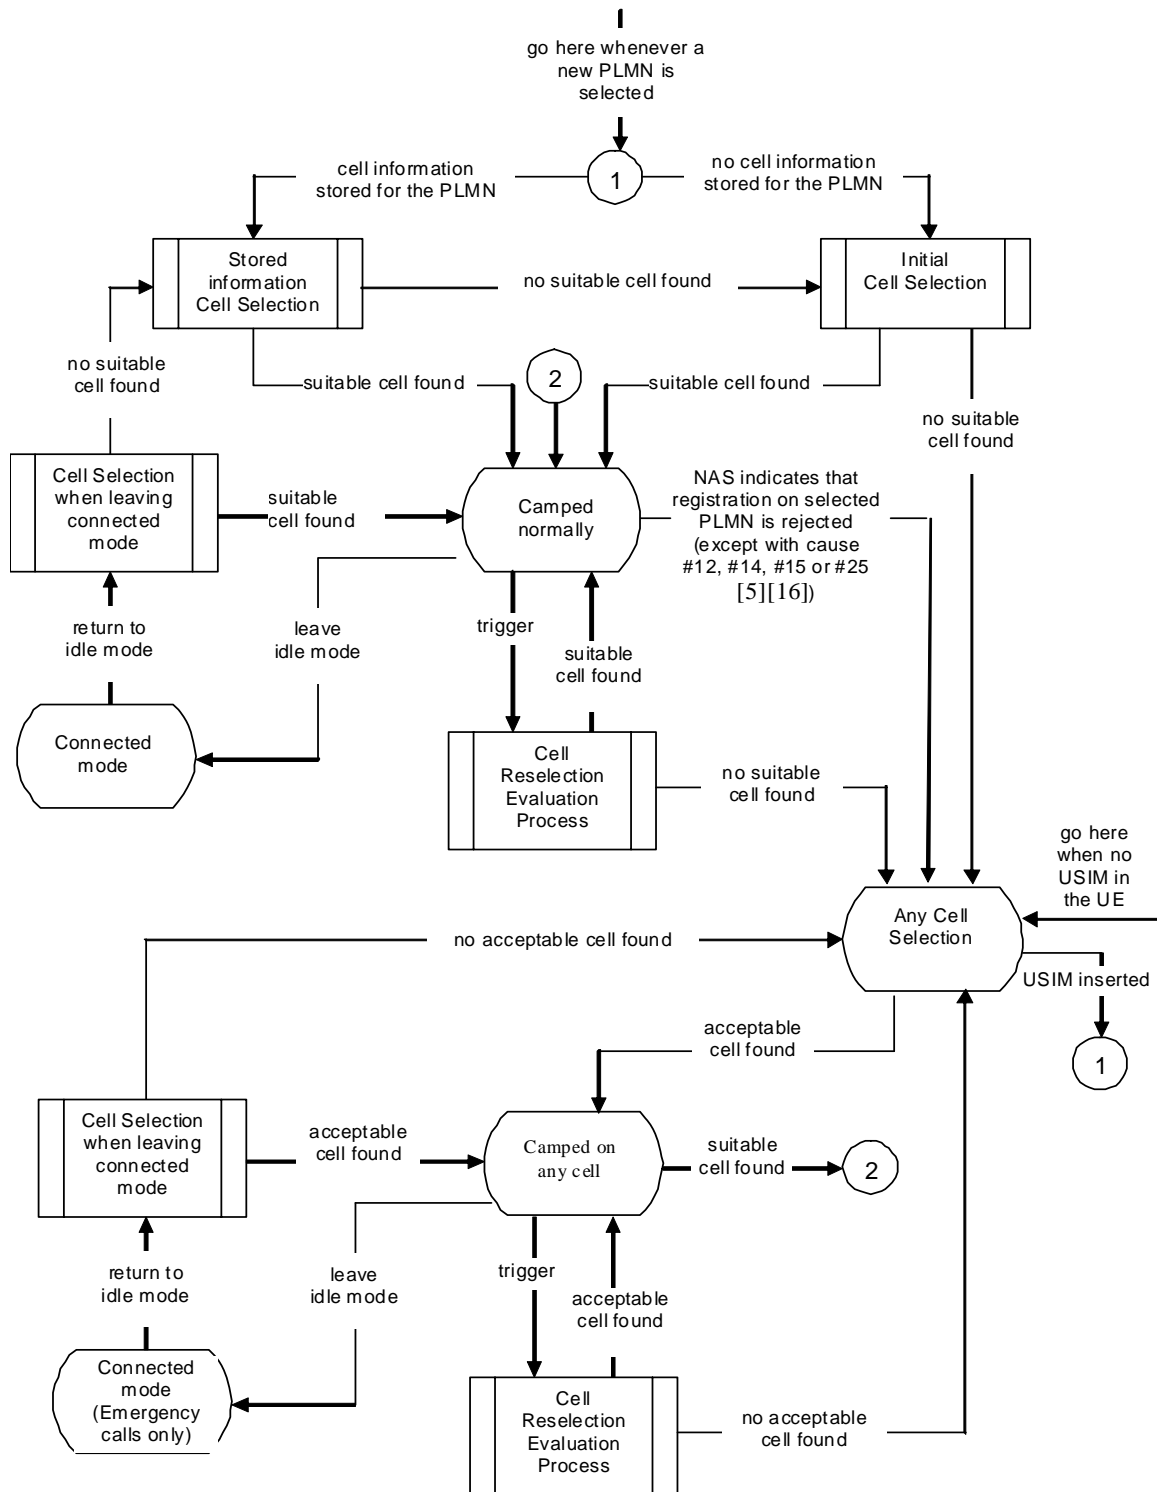 go here whenever a
new PLMN is
selected
1
cell information
stored for the PLMN
no cell information
stored for the PLMN
Stored
information
Cell Selection
no suitable cell found
Initial
Cell Selection
no suitable
cell found
suitable cell found
2
suitable cell found
no suitable
cell found
Cell Selection
when leaving
connected
mode
suitable
cell found
Camped
normally
NAS indicates that
registration on selected
PLMN is rejected
(except with cause
#12, #14, #15 or #25
[5][16])
return to
idle mode
leave
idle mode
trigger
suitable
cell found
Connected
mode
Cell
Reselection
Evaluation
Process
no suitable
cell found
go here
when no
USIM in
the UE
Any Cell
Selection
no acceptable cell found
USIM inserted
1
acceptable
cell found
Cell Selection
when leaving
connected
mode
acceptable
cell found
Camped on
any cell
suitable
cell found
2
return to
idle mode
leave
idle mode
trigger
acceptable
cell found
Connected
mode
(Emergency
calls only)
Cell
Reselection
Evaluation
Process
no acceptable
cell found